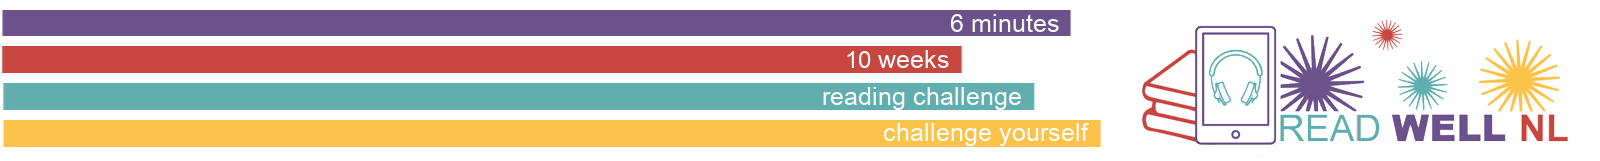 6 minutes
10 weeks
reading challenge
challenge yourself
READ WELL NL